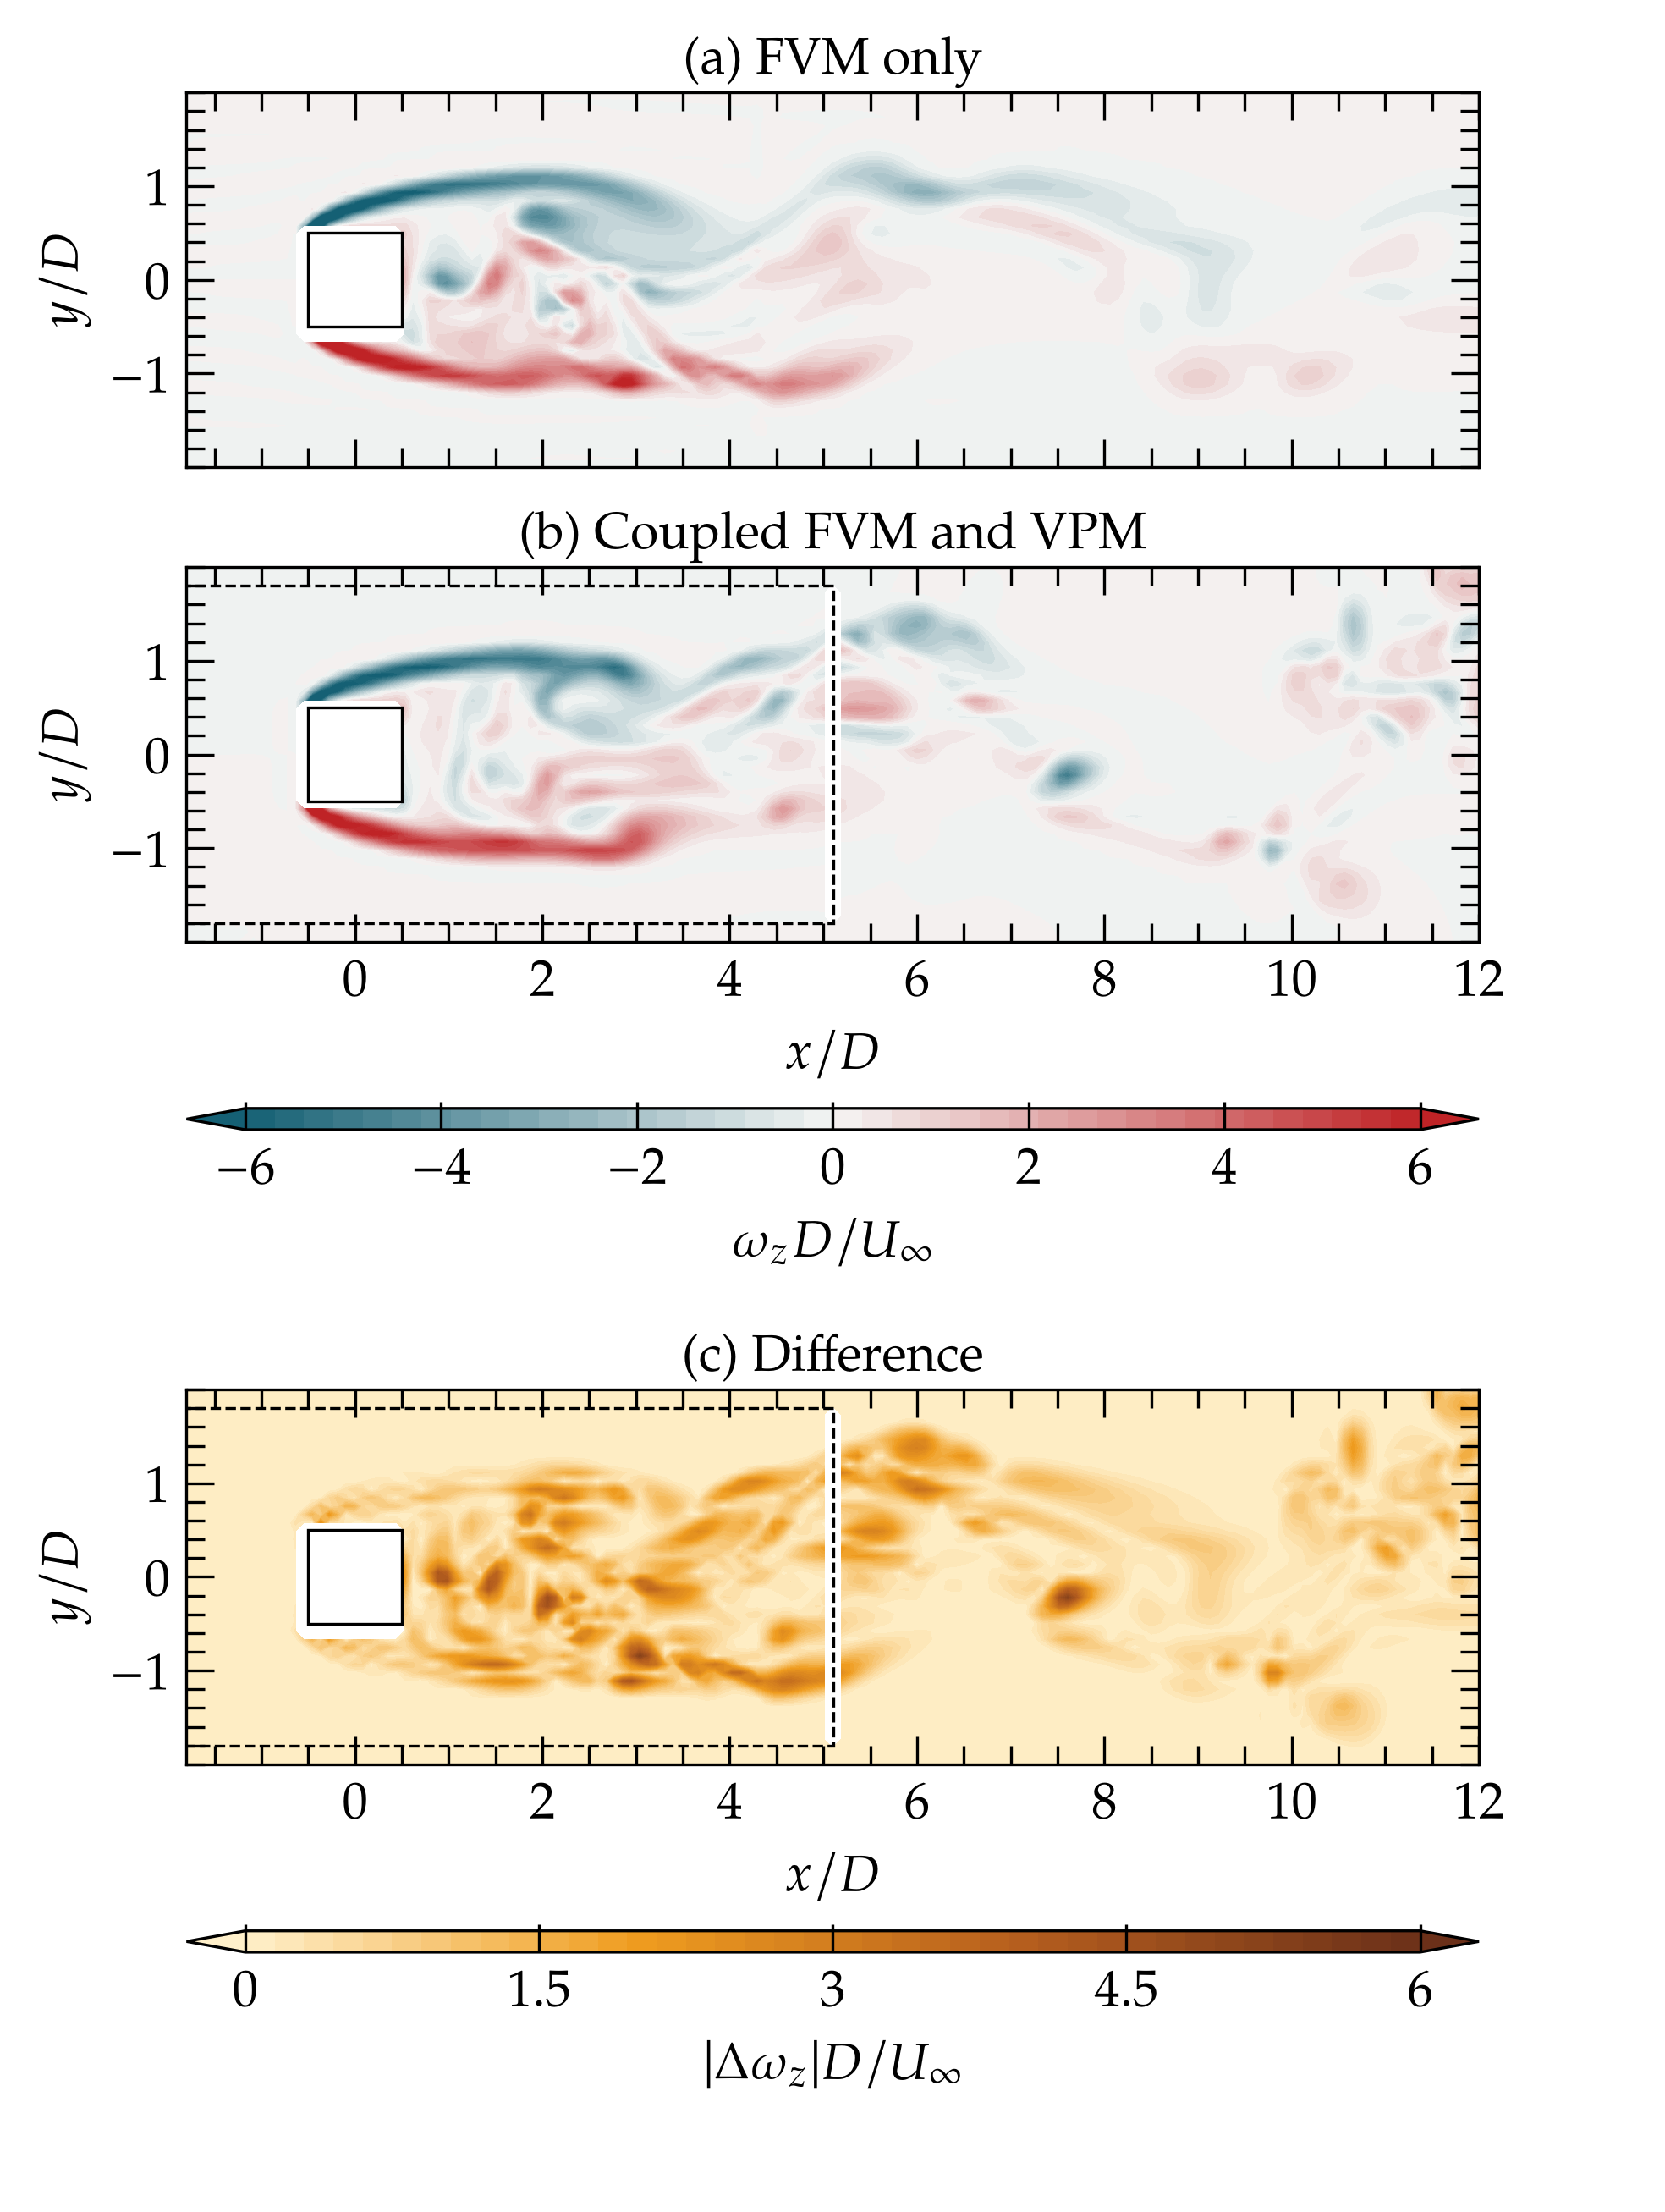 (a) FVM only
y/D
1
0
−1
(b) Coupled FVM and VPM
y/D
1
0
−1
0 2 4 6 8 10 12
x/D
−6 −4 −2 0 2 4 6
ω_z D/U_∞
(c) Difference
y/D
1
0
−1
0 2 4 6 8 10 12
x/D
0 1.5 3 4.5 6
|Δω_z|D/U_∞